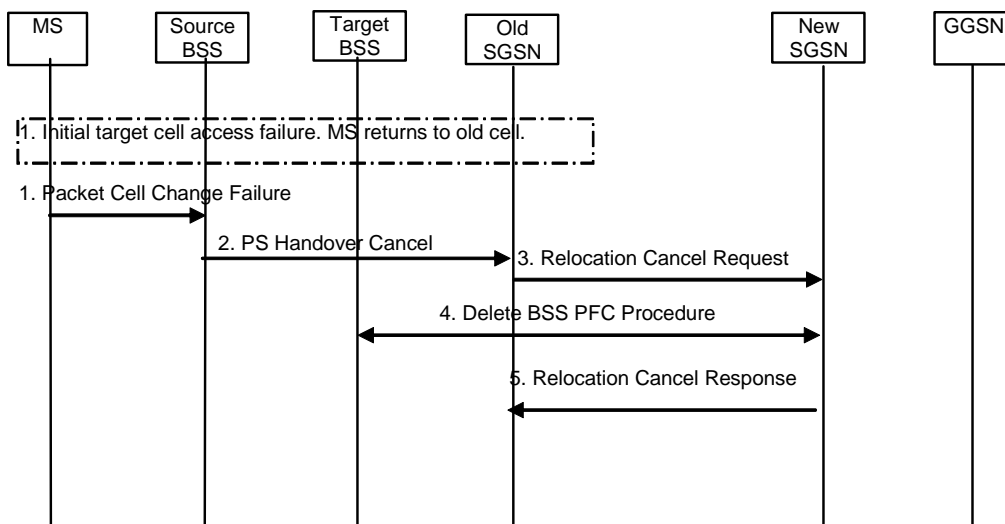 MS
Source
BSS
Target
BSS
Old
SGSN
New
SGSN
GGSN
1. Initial target cell access failure. MS returns to old cell.
1. Packet Cell Change Failure
2. PS Handover Cancel
3. Relocation Cancel Request
4. Delete BSS PFC Procedure
5. Relocation Cancel Response